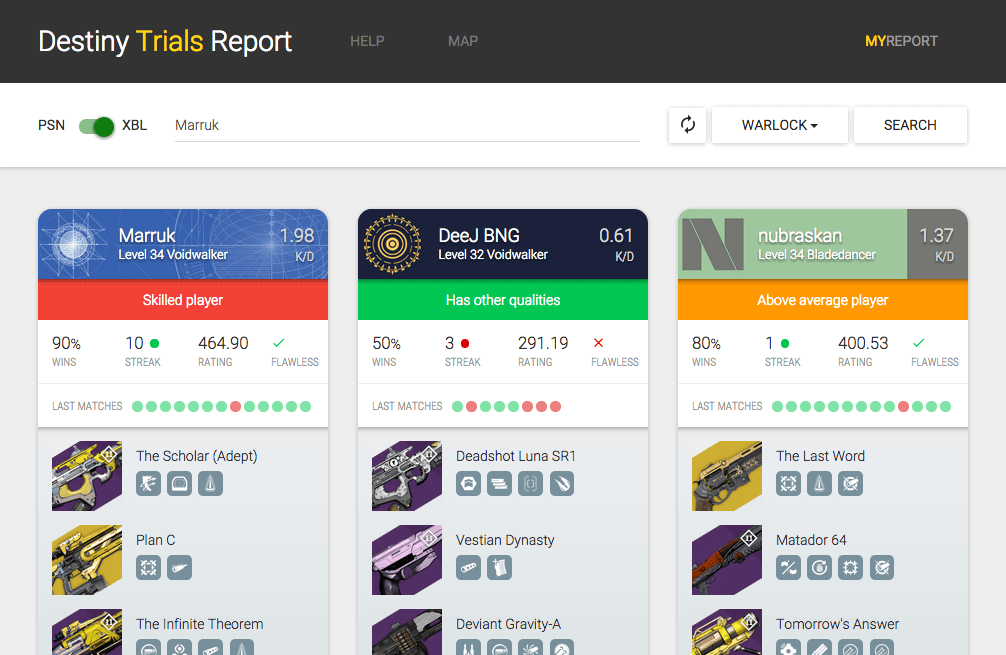 Destiny Trials Report
HELP
MAP
MYREPORT
PSN
XBL
Marruk
WARLOCK
SEARCH
Marruk
Level 34 Voidwalker
1.98
K/D
Skilled player
90%
WINS
10
STREAK
464.90
RATING
FLAWLESS
LAST MATCHES
The Scholar (Adept)
Plan C
The Infinite Theorem
DeeJ BNG
Level 32 Voidwalker
0.61
K/D
Has other qualities
50%
WINS
3
STREAK
291.19
RATING
FLAWLESS
LAST MATCHES
Deadshot Luna SR1
Vestian Dynasty
Deviant Gravity-A
N
nubraskan
Level 34 Bladedancer
1.37
K/D
Above average player
80%
WINS
1
STREAK
400.53
RATING
FLAWLESS
LAST MATCHES
The Last Word
Matador 64
Tomorrow's Answer